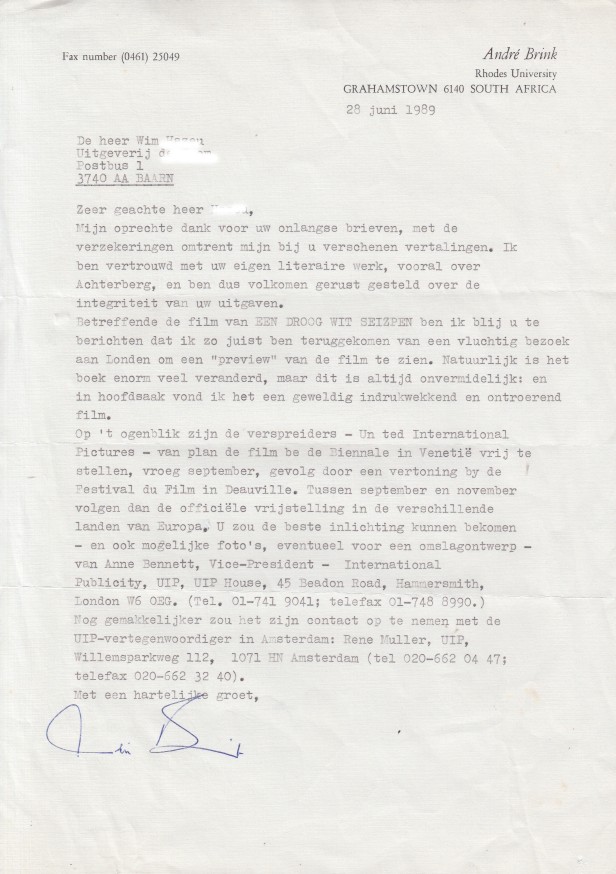 Fax number (0461) 25049
André Brink
Rhodes University
GRAHAMSTOWN 6140 SOUTH AFRICA
28 juni 1989
De heer Wim
Uitgeverij
Postbus 1
3740 AA BAARN
Zeer geachte heer
Mijn oprechte dank voor uw onlangse brieven, met de
verzekeringen omtrent mijn bij u verschenen vertalingen. Ik
ben vertrouwd met uw eigen literaire werk, vooral over
Achterberg, en ben dus volkomen gerust gesteld over de
integriteit van uw uitgaven.
Betreffende de film van EEN DROOG WIT SEIZPEN ben ik blij u te
berichten dat ik zo juist ben teruggekomen van een vluchtig bezoek
aan Londen om een "preview" van de film te zien. Natuurlijk is het
boek enorm veel veranderd, maar dit is altijd onvermidelijk: en
in hoofdsaak vond ik het een geweldig indrukwekkend en ontroerend
film.
Op 't ogenblik zijn de verspreiders - Un ted International
Pictures - van plan de film be de Biennale in Venetië vrij te
stellen, vroeg september, gevolg door een vertoning by de
Festival du Film in Deauville. Tussen september en november
volgen dan de officiële vrijstelling in de verschillende
landen van Europa. U zou de beste inlichting kunnen bekomen
- en ook mogelijke foto's, eventueel voor een omslagontwerp -
van Anne Bennett, Vice-President - International
Publicity, UIP, UIP House, 45 Beadon Road, Hammersmith,
London W6 OEG. (Tel. 01-741 9041; telefax 01-748 8990.)
Nog gemakkelijker zou het zijn contact op te nemen met de
UIP-vertegenwoordiger in Amsterdam: Rene Muller, UIP,
Willemsparkweg 112, 1071 HN Amsterdam (tel 020-662 04 47;
telefax 020-662 32 40).
Met een hartelijke groet,